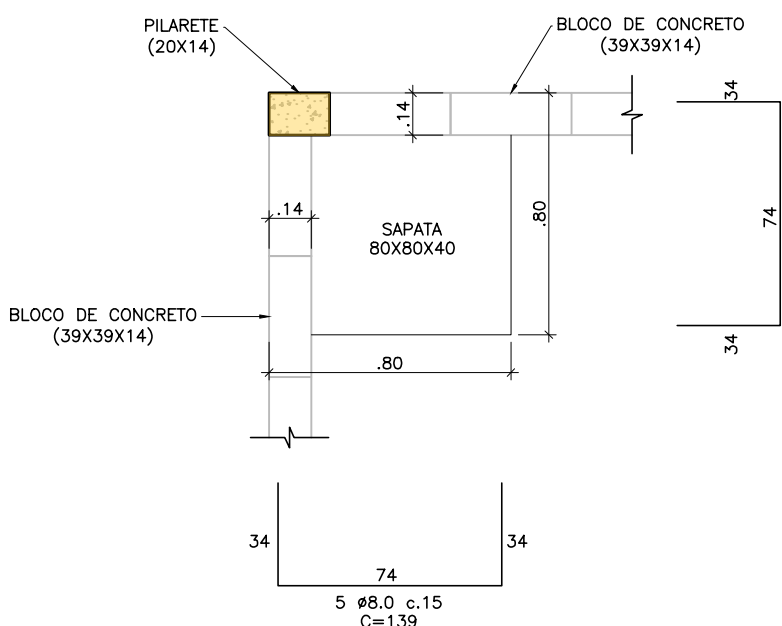 PILARETE
(20X14)
BLOCO DE CONCRETO
(39X39X14)
34
.14
74
.14
SAPATA
80X80X40
.80
BLOCO DE CONCRETO
(39X39X14)
34
.80
34
34
74
5 ø8.0 c.15
C=139